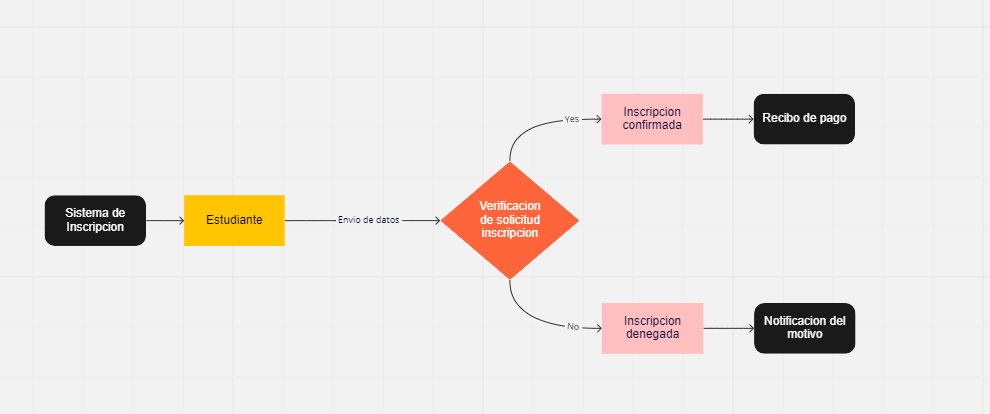 Sistema de
Inscripcion
Estudiante
Envio de datos
Verificacion
de solicitud
inscripcion
Yes
Inscripcion
confirmada
Recibo de pago
No
Inscripcion
denegada
Notificacion del
motivo